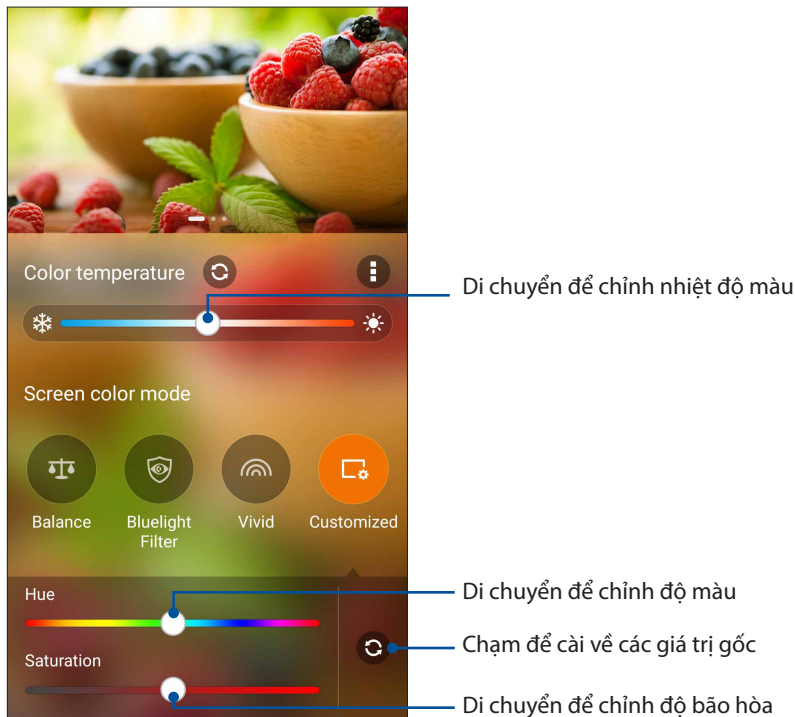 Color temperature
Di chuyển để chỉnh nhiệt độ màu
Screen color mode
Balance
Bluelight
Filter
Vivid
Customized
Hue
Di chuyển để chỉnh độ màu
Chạm để cài về các giá trị gốc
Saturation
Di chuyển để chỉnh độ bão hòa